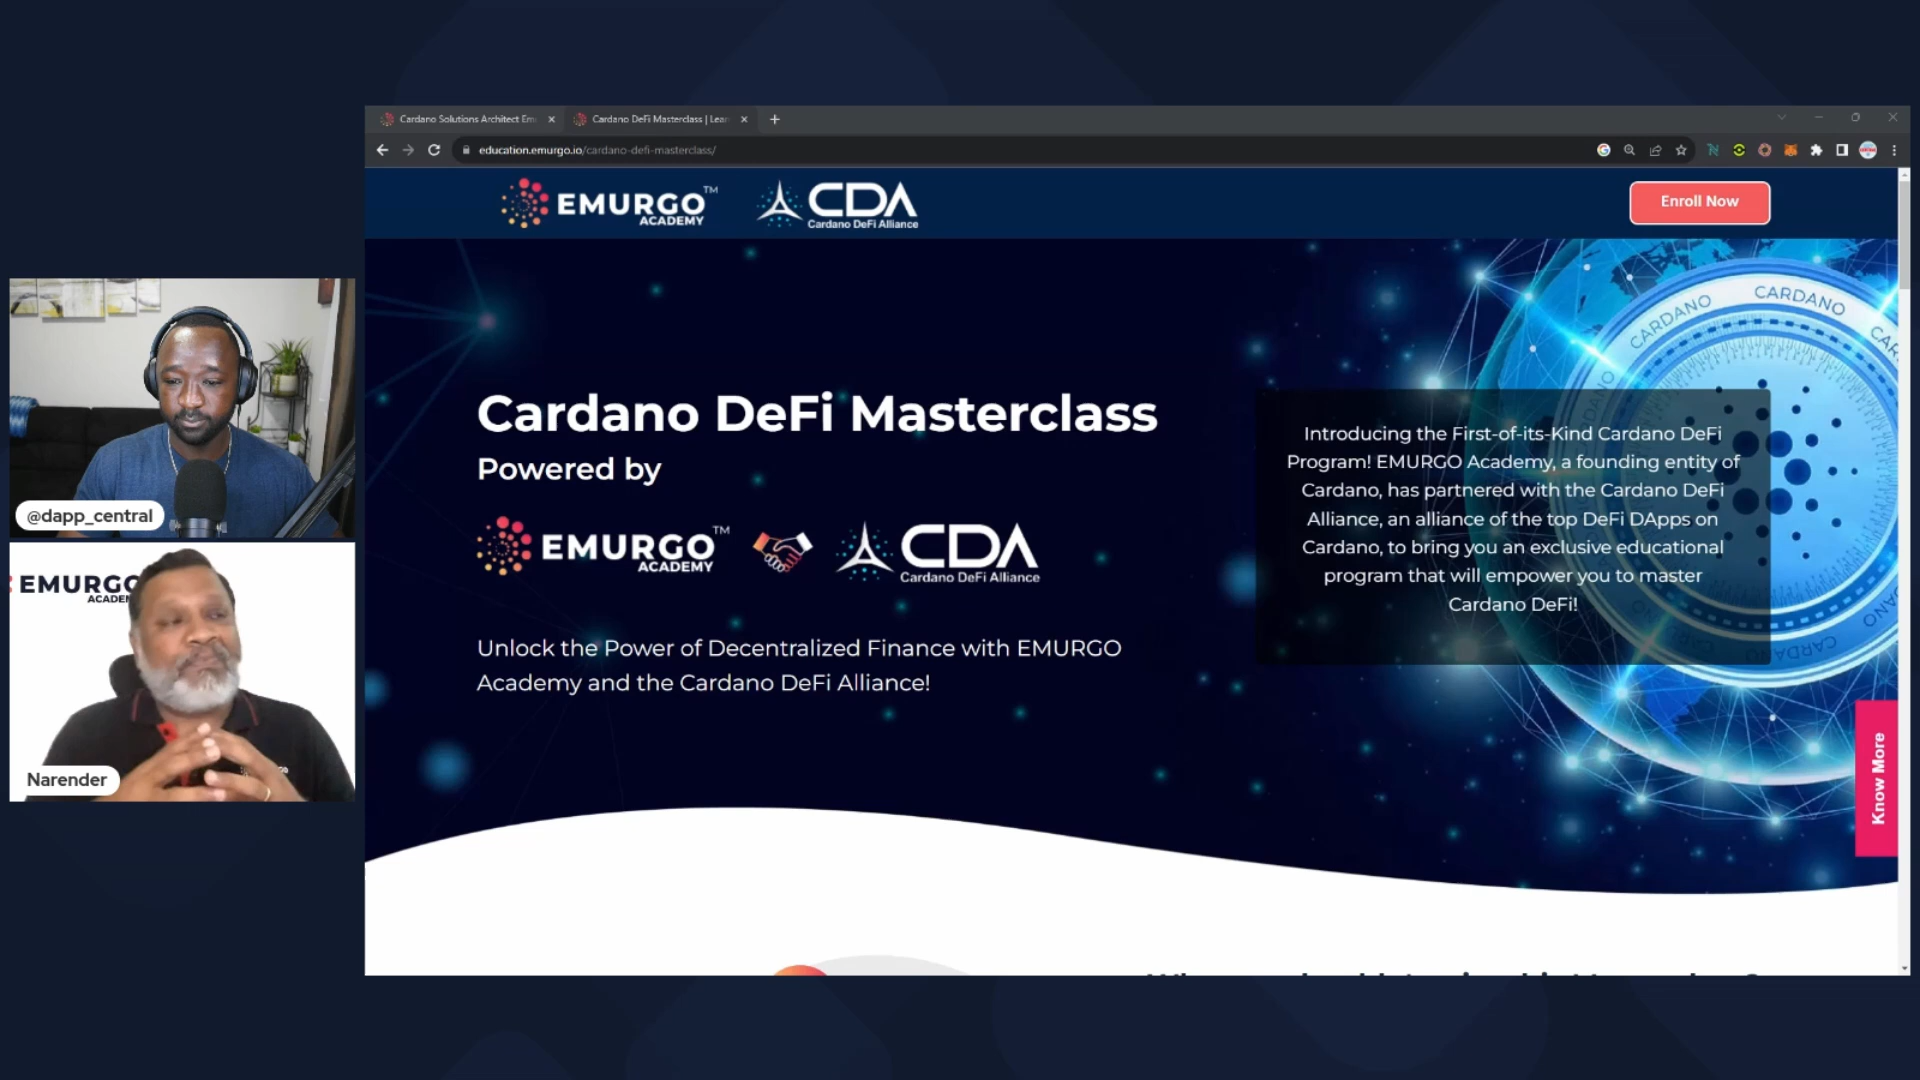 Cardano Solutions Architect Em
Cardano DeFi Masterclass | Lear
education.emurgo.io/cardano-defi-masterclass/
EMURGO™
ACADEMY
CDA
Cardano DeFi Alliance
Enroll Now
CARDANO
CARDANO
Cardano DeFi Masterclass
Powered by
EMURGO™
ACADEMY
CDA
Cardano DeFi Alliance
Unlock the Power of Decentralized Finance with EMURGO
Academy and the Cardano DeFi Alliance!
Introducing the First-of-its-Kind Cardano DeFi
Program! EMURGO Academy, a founding entity of
Cardano, has partnered with the Cardano DeFi
Alliance, an alliance of the top DeFi DApps on
Cardano, to bring you an exclusive educational
program that will empower you to master
Cardano DeFi!
Know More
@dapp_central
EMURGO
ACADEM
Narender